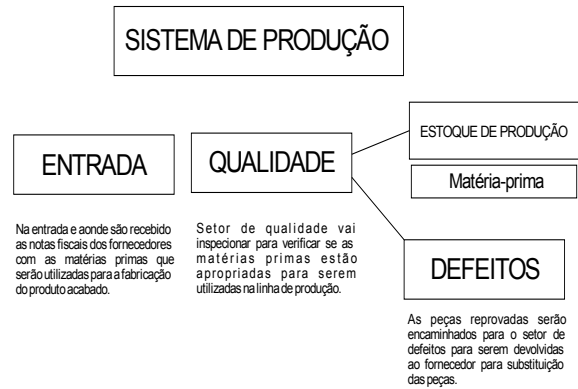 SISTEMA DE PRODUÇÃO
ENTRADA
Na entrada e aonde são recebido
as notas fiscais dos fornecedores
com as matérias primas que
serão utilizadas para a fabricação
do produto acabado.
QUALIDADE
Setor de qualidade vai
inspecionar para verificar se as
matérias primas estão
apropriadas para serem
utilizadas na linha de produção.
ESTOQUE DE PRODUÇÃO
Matéria-prima
DEFEITOS
As peças reprovadas serão
encaminhados para o setor de
defeitos para serem devolvidas
ao fornecedor para substituição
das peças.